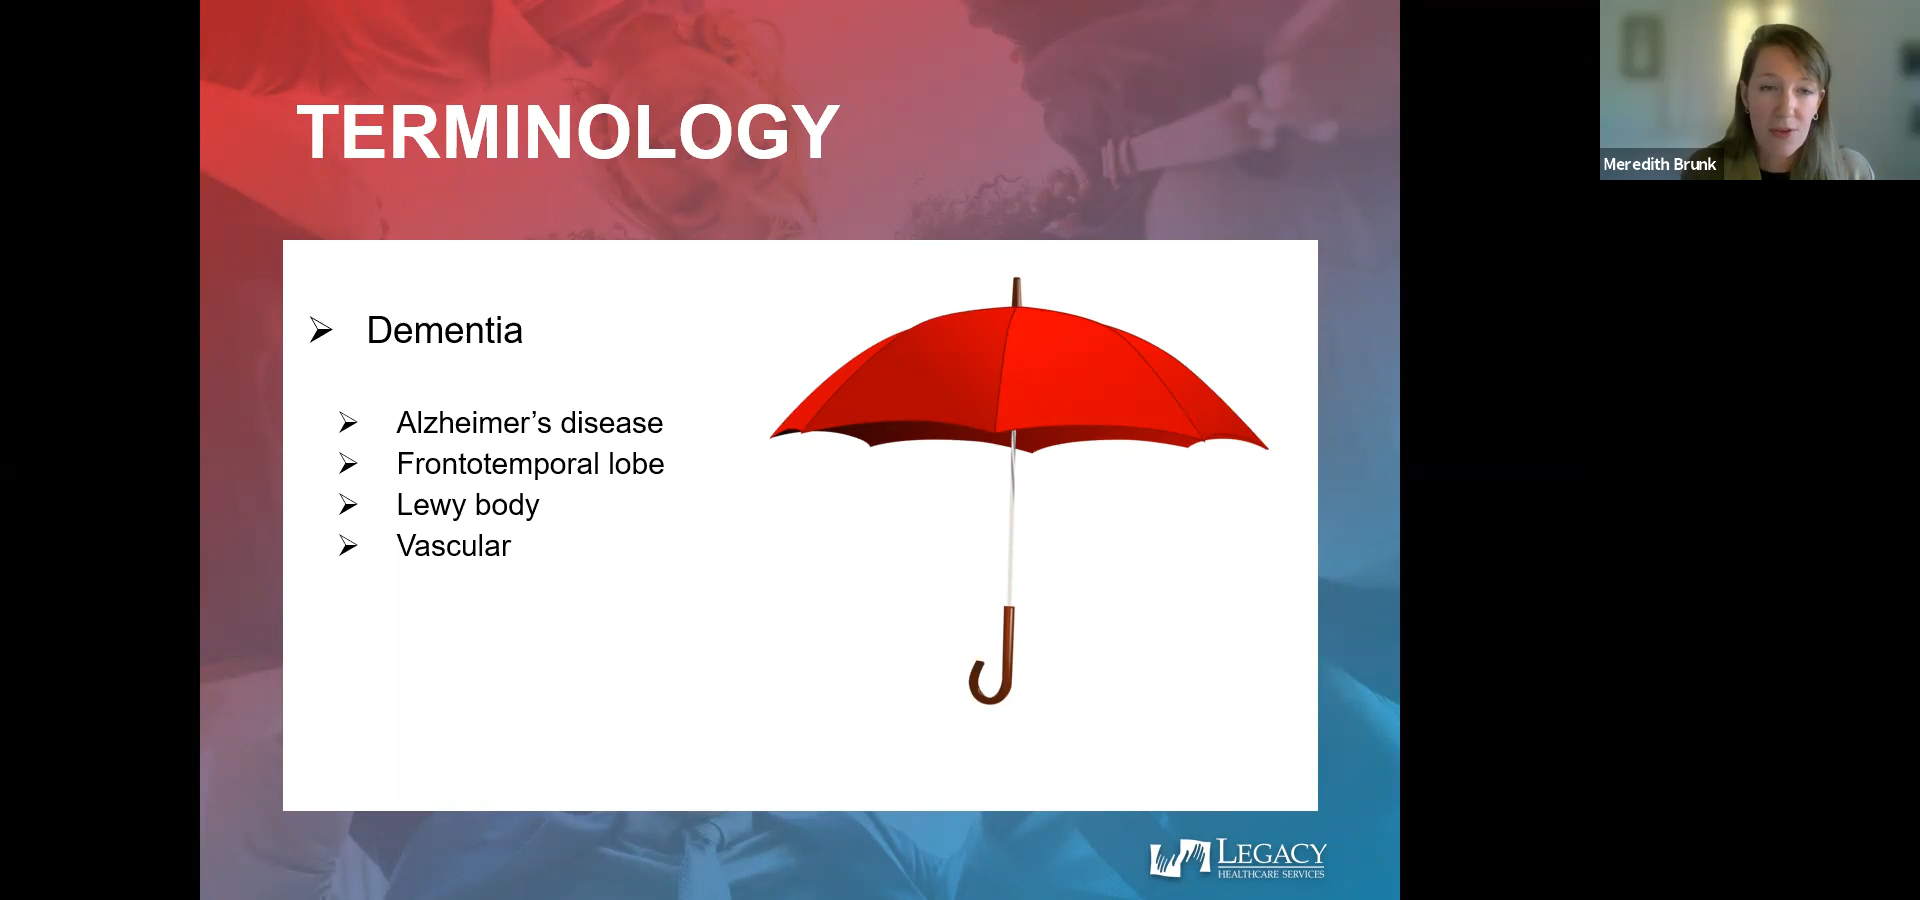 TERMINOLOGY
Meredith Brunk
➢ Dementia
➢ Alzheimer’s disease
➢ Frontotemporal lobe
➢ Lewy body
➢ Vascular
LEGACY
HEALTHCARE SERVICES